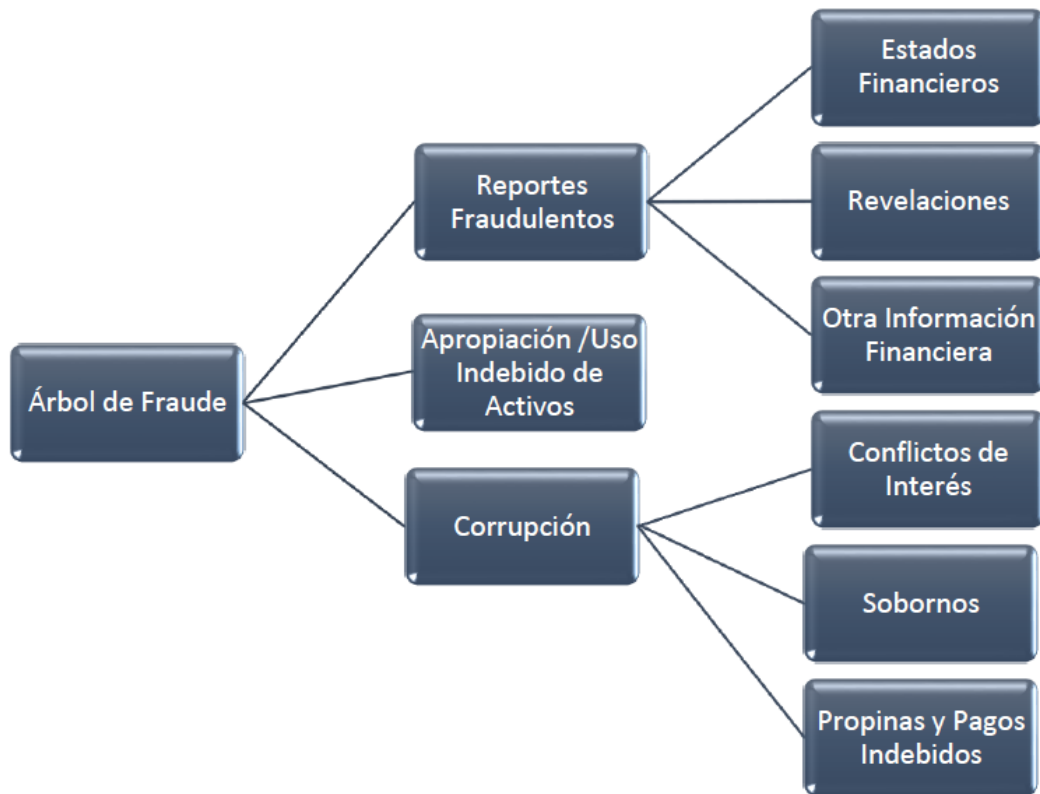 Árbol de Fraude
Reportes
Fraudulentos
Apropiación /Uso
Indebido de
Activos
Corrupción
Estados
Financieros
Revelaciones
Otra Información
Financiera
Conflictos de
Interés
Sobornos
Propinas y Pagos
Indebidos